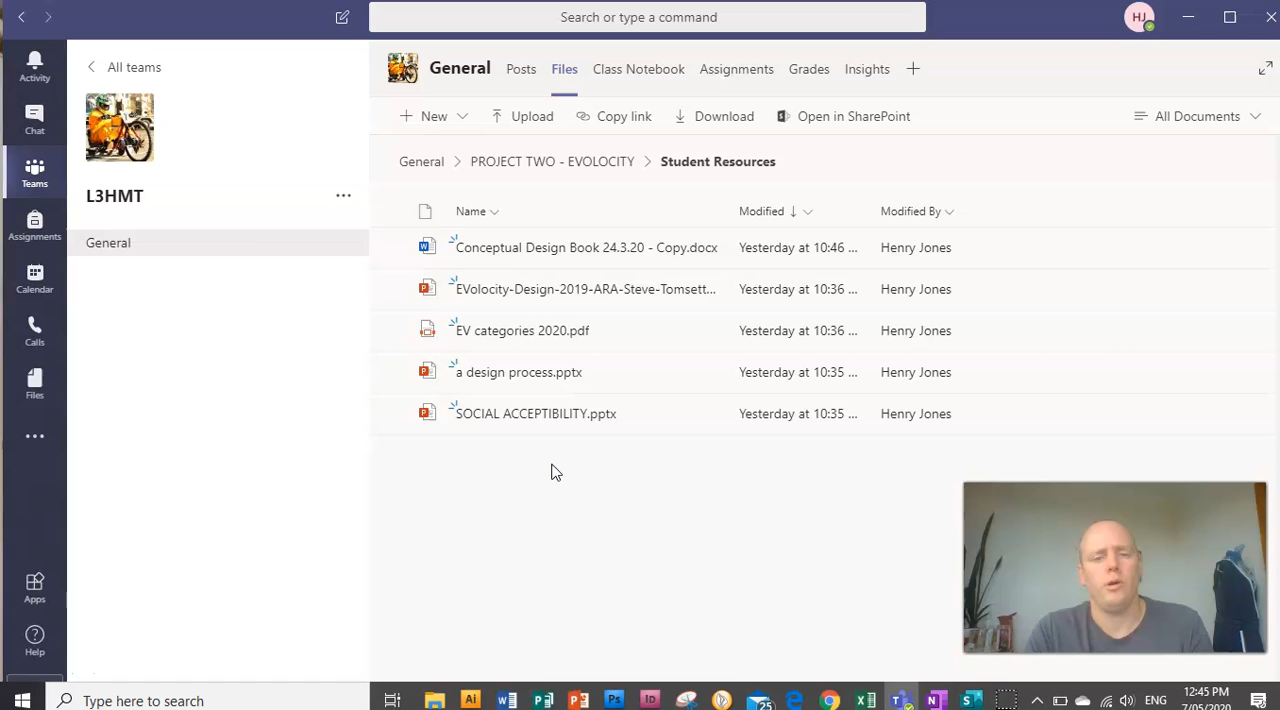 Search or type a command
HJ
Activity
Chat
Teams
Assignments
Calendar
Calls
Files
Apps
Help
All teams
L3HMT
General
General Posts Files Class Notebook Assignments Grades Insights
New Upload Copy link Download Open in SharePoint All Documents
General > PROJECT TWO - EVOLOCITY > Student Resources
Name Modified ↓ Modified By
Conceptual Design Book 24.3.20 - Copy.docx Yesterday at 10:46 ... Henry Jones
EVolocity-Design-2019-ARA-Steve-Tomsett... Yesterday at 10:36 ... Henry Jones
EV categories 2020.pdf Yesterday at 10:36 ... Henry Jones
a design process.pptx Yesterday at 10:35 ... Henry Jones
SOCIAL ACCEPTIBILITY.pptx Yesterday at 10:35 ... Henry Jones
Type here to search
Ai
Ps
Id
25
ENG
12:45 PM
7/05/2020